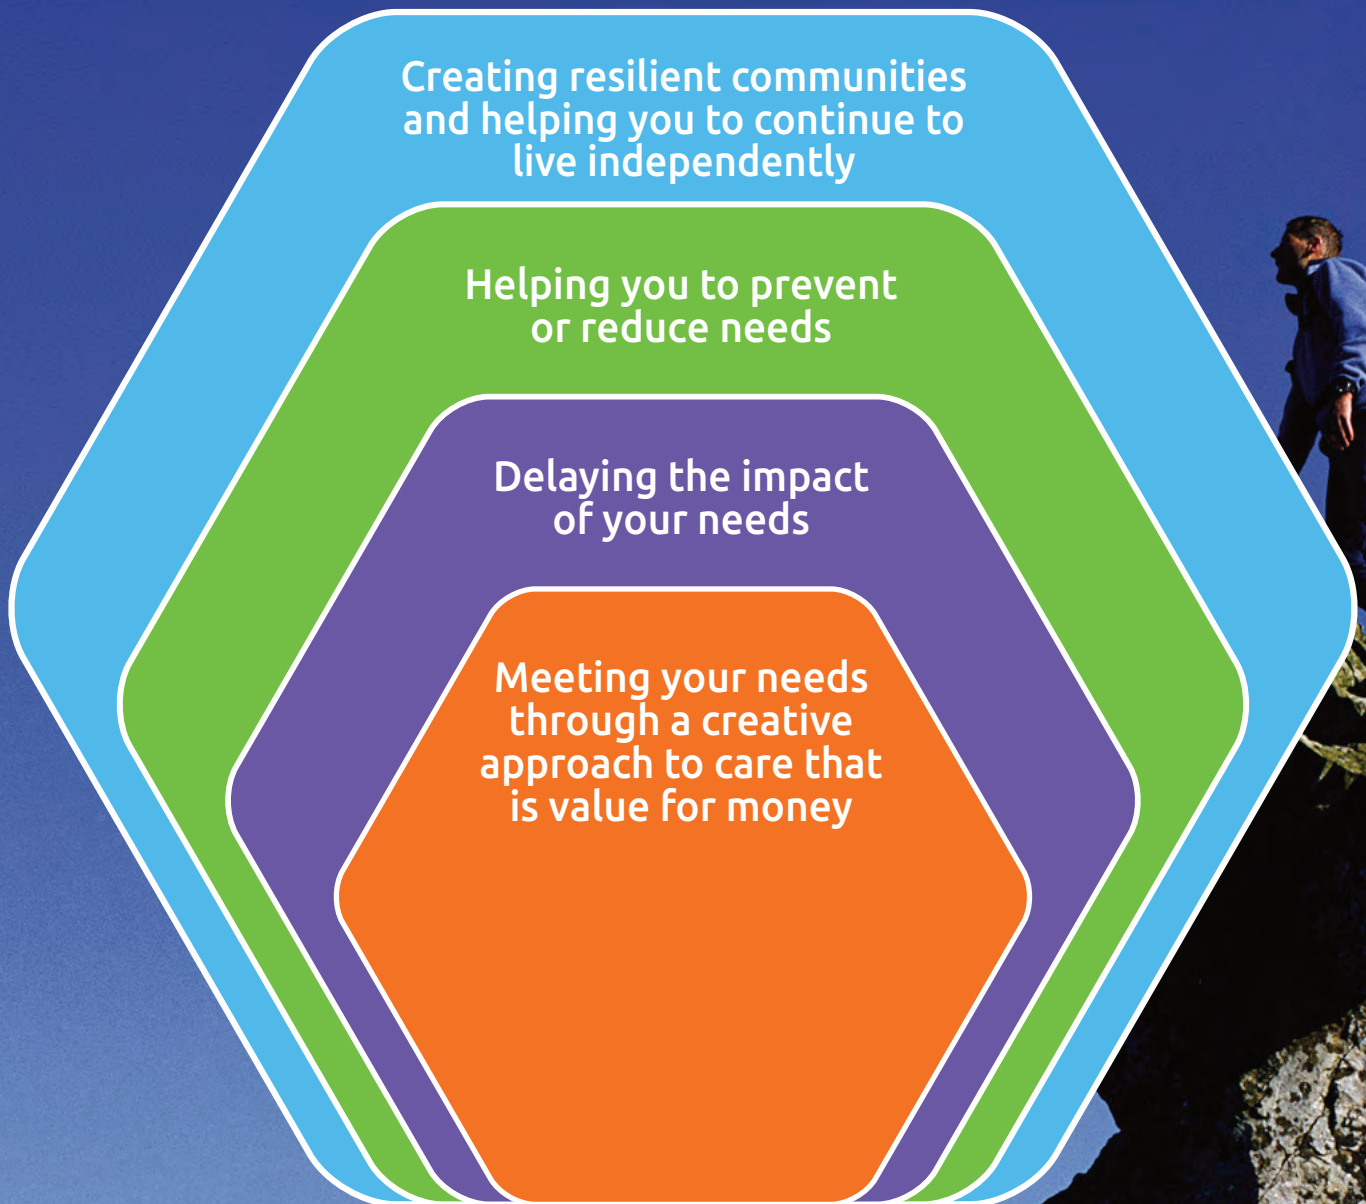 Creating resilient communities
and helping you to continue to
live independently
Helping you to prevent
or reduce needs
Delaying the impact
of your needs
Meeting your needs
through a creative
approach to care that
is value for money